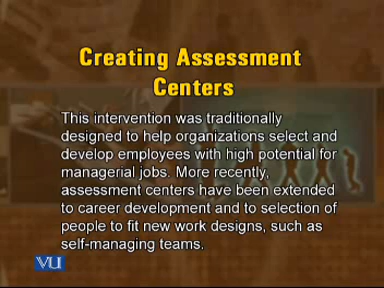 Creating Assessment
Centers
This intervention was traditionally
designed to help organizations select and
develop employees with high potential for
managerial jobs. More recently,
assessment centers have been extended
to career development and to selection of
people to fit new work designs, such as
self-managing teams.
VU